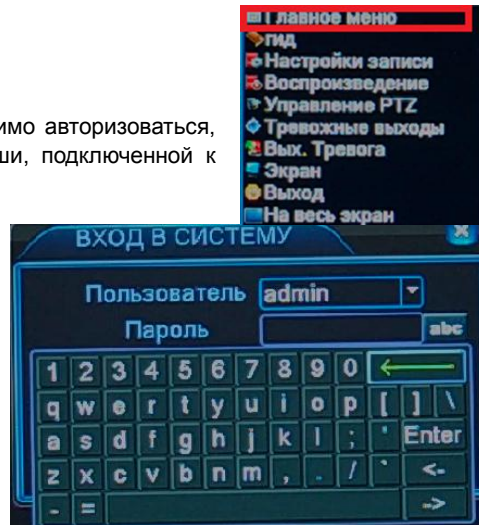 Главное меню
гид
Настройки записи
Воспроизведение
Управление PTZ
Тревожные выходы
Вых. Тревога
Экран
Выход
На весь экран
имо авторизоваться,
ши, подключенной к
ВХОД В СИСТЕМУ
Пользователь admin
Пароль abc
1 2 3 4 5 6 7 8 9 0
q w e r t y u i o p [ ] \
a s d f g h j k l ; ' Enter
z x c v b n m , . / ` <-
- = ->